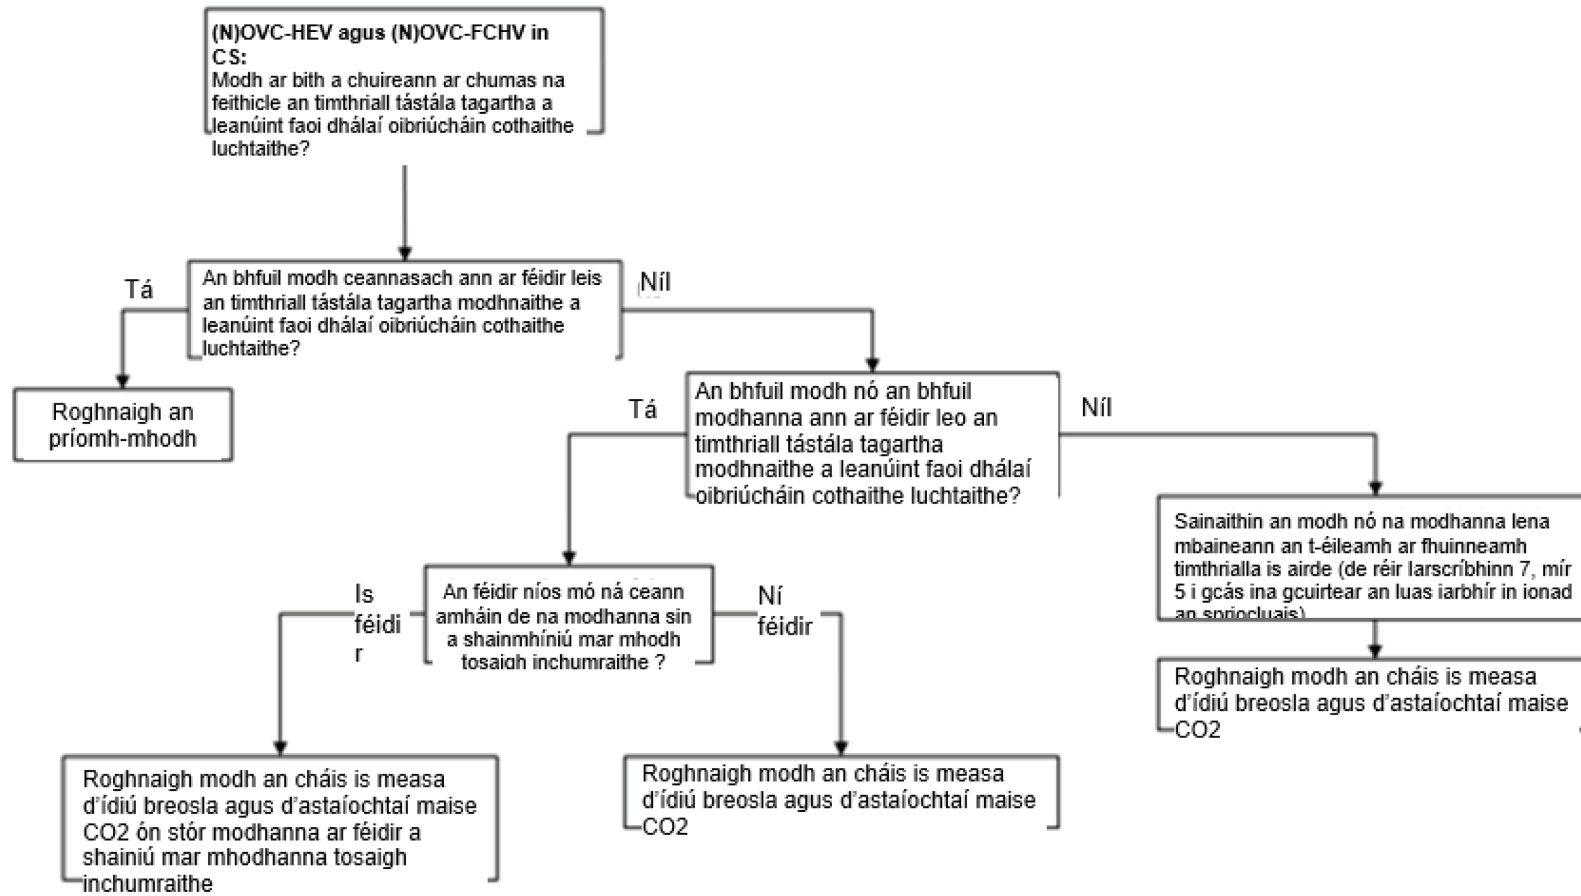 (N)OVC-HEV agus (N)OVC-FCHV in
CS:
Modh ar bith a chuireann ar chumas na
feithicle an timthriall tástála tagartha a
leanúint faoi dhálaí oibriúcháin cothaithe
luchtaithe?
Tá
An bhfuil modh ceannasach ann ar féidir leis
an timthriall tástála tagartha modhnaithe a
leanúint faoi dhálaí oibriúcháin cothaithe
luchtaithe?
Níl
Roghnaigh an
príomh-mhodh
Tá
An bhfuil modh nó an bhfuil
modhanna ann ar féidir leo an
timthriall tástála tagartha
modhnaithe a leanúint faoi dhálaí
oibriúcháin cothaithe luchtaithe?
Níl
Sainaithin an modh nó na modhanna lena
mbaineann an t-éileamh ar fhuinneamh
timthrialla is airde (de réir Iarscríbhinn 7, mír
5 i gcás ina gcuirtear an luas iarbhír in ionad
an spriocluais)
Is
féidi
r
An féidir níos mó ná ceann
amháin de na modhanna sin
a shainmhíniú mar mhodh
tosaigh inchumraithe ?
Ní
féidir
Roghnaigh modh an cháis is measa
d'ídiú breosla agus d'astaíochtaí maise
CO2
Roghnaigh modh an cháis is measa
d'ídiú breosla agus d'astaíochtaí maise
CO2 ón stór modhanna ar féidir a
shainiú mar mhodhanna tosaigh
inchumraithe
Roghnaigh modh an cháis is measa
d'ídiú breosla agus d'astaíochtaí maise
CO2